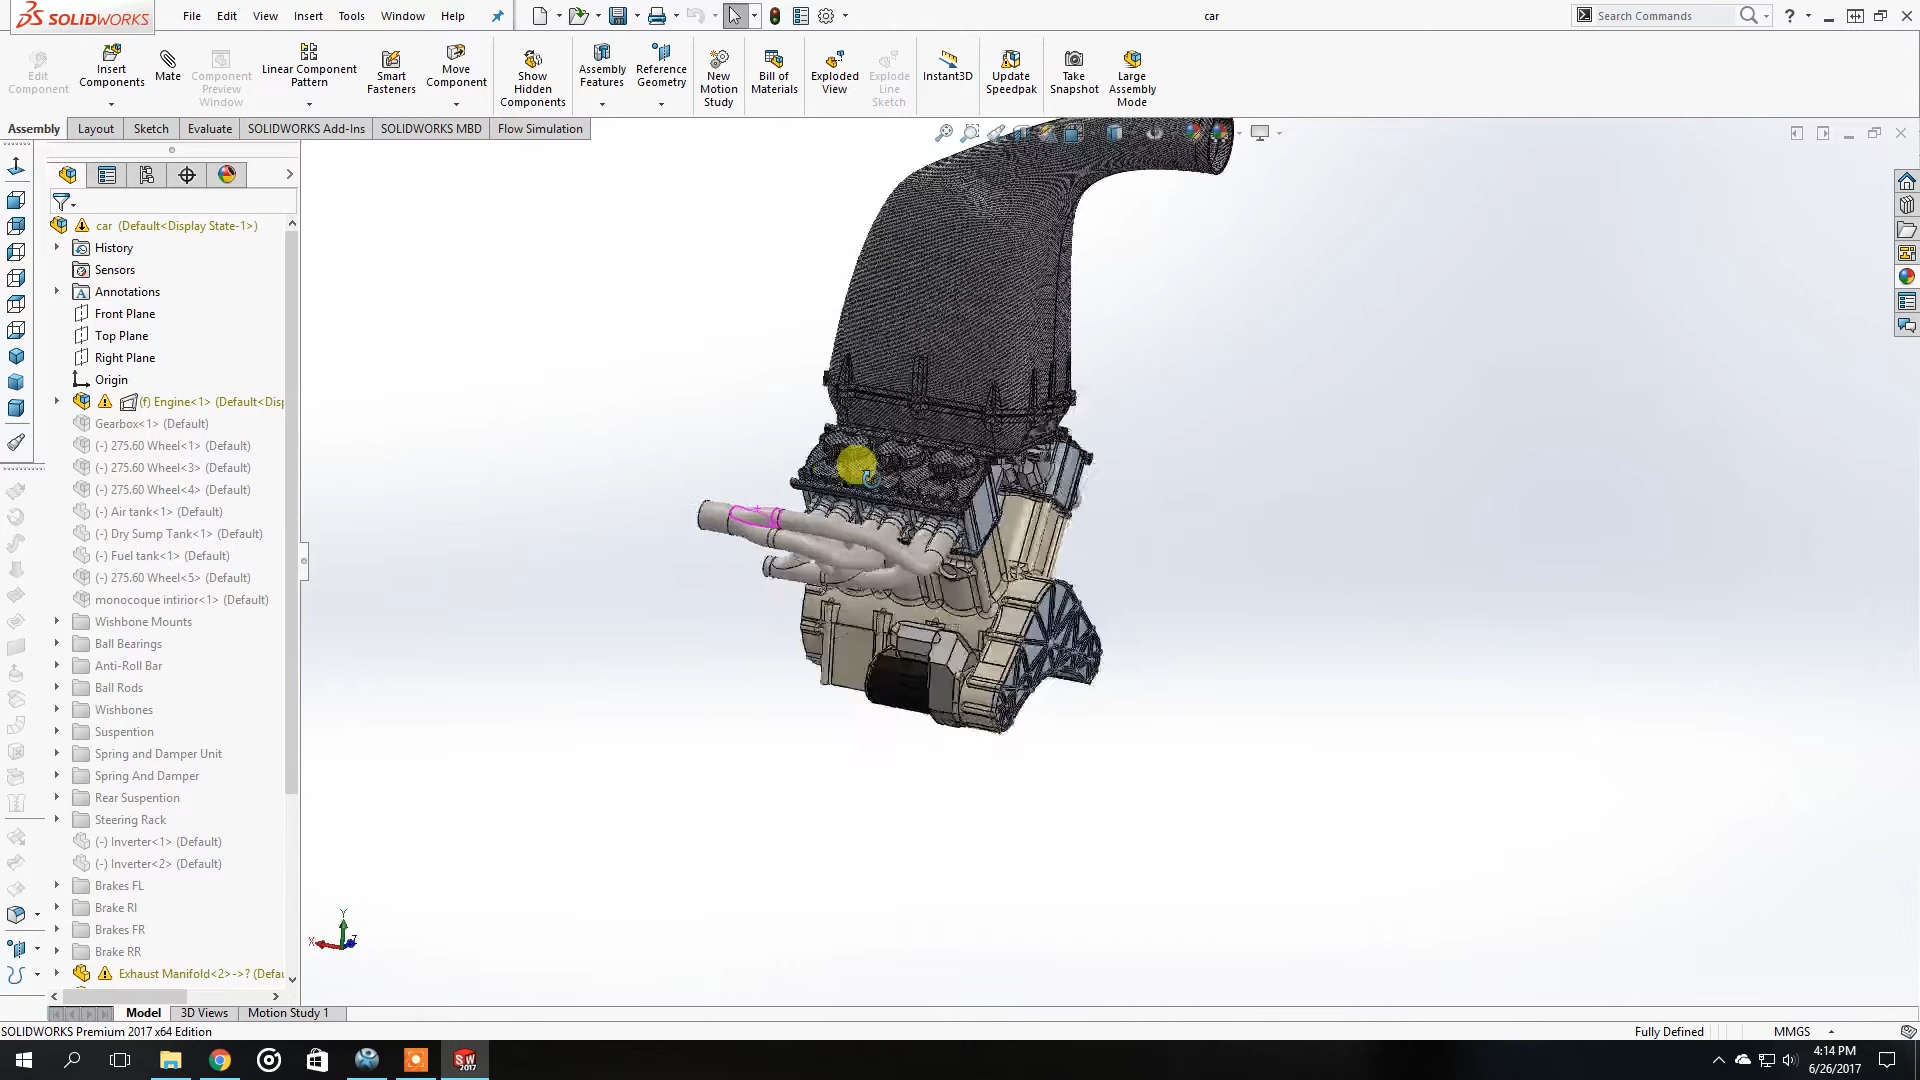 SOLIDWORKS
File Edit View Insert Tools Window Help
car
Search Commands
Edit Component
Insert Components
Mate
Component Preview Window
Linear Component Pattern
Smart Fasteners
Move Component
Show Hidden Components
Assembly Features
Reference Geometry
New Motion Study
Bill of Materials
Exploded View
Explode Line Sketch
Instant3D
Update Speedpak
Take Snapshot
Large Assembly Mode
Assembly Layout Sketch Evaluate SOLIDWORKS Add-Ins SOLIDWORKS MBD Flow Simulation
car (Default<Display State-1>)
History
Sensors
Annotations
Front Plane
Top Plane
Right Plane
Origin
(f) Engine<1> (Default<Disp
Gearbox<1> (Default)
(-) 275.60 Wheel<1> (Default)
(-) 275.60 Wheel<3> (Default)
(-) 275.60 Wheel<4> (Default)
(-) Air tank<1> (Default)
(-) Dry Sump Tank<1> (Default)
(-) Fuel tank<1> (Default)
(-) 275.60 Wheel<5> (Default)
monocoque intirior<1> (Default)
Wishbone Mounts
Ball Bearings
Anti-Roll Bar
Ball Rods
Wishbones
Suspention
Spring and Damper Unit
Spring And Damper
Rear Suspention
Steering Rack
(-) Inverter<1> (Default)
(-) Inverter<2> (Default)
Brakes FL
Brake RI
Brakes FR
Brake RR
Exhaust Manifold<2>->? (Defau
Y
X
Z
Model 3D Views Motion Study 1
SOLIDWORKS Premium 2017 x64 Edition
Fully Defined
MMGS
SW 2017
4:14 PM
6/26/2017